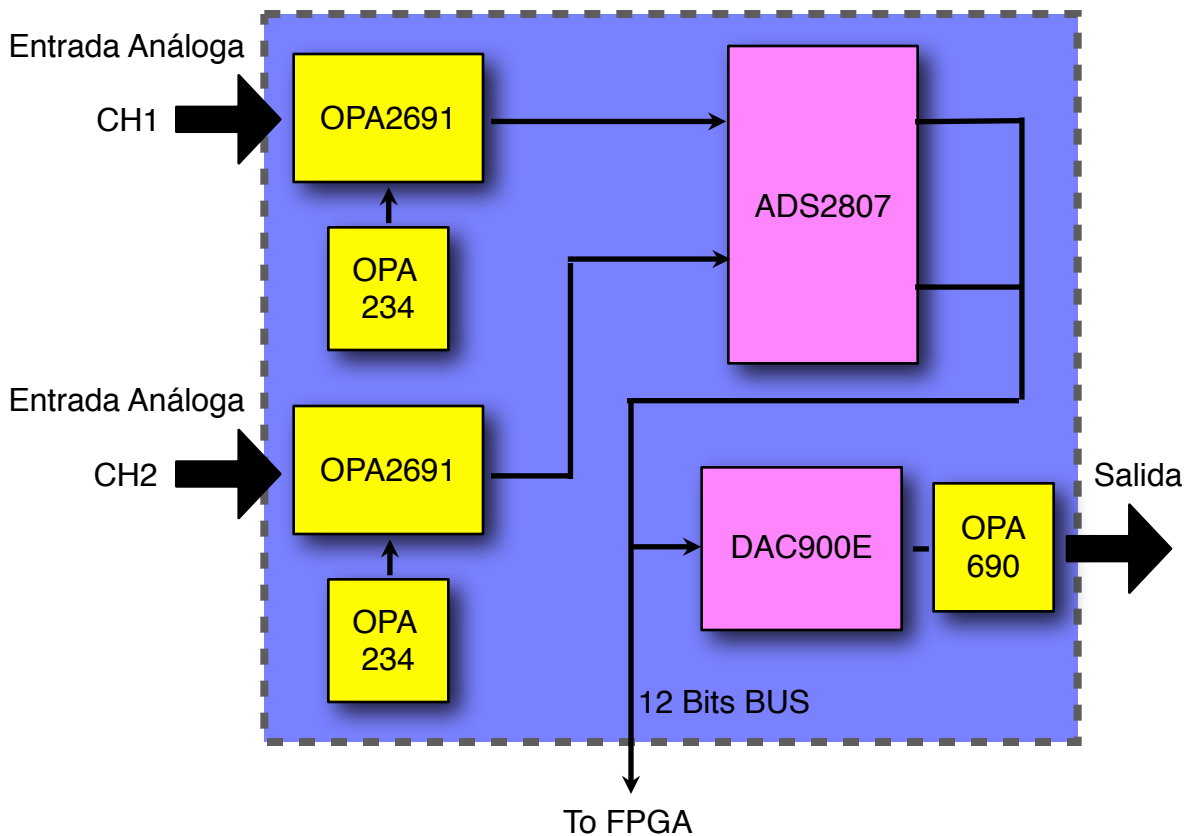 Entrada Análoga
CH1
OPA2691
ADS2807
OPA
234
Entrada Análoga
CH2
OPA2691
Salida
DAC900E
OPA
690
OPA
234
12 Bits BUS
To FPGA